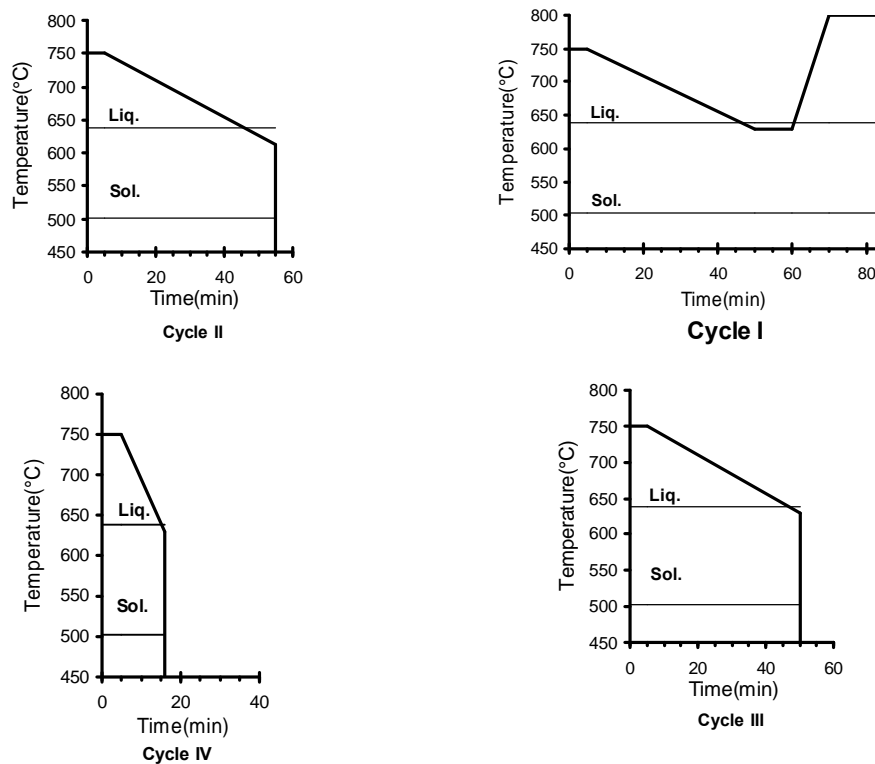 800
750
700
650
600
550
500
450
Temperature(°C)
Liq.
Sol.
0 20 40 60
Time(min)
Cycle II
800
750
700
650
600
550
500
450
Temperature(°C)
Liq.
Sol.
0 20 40 60 80
Time(min)
Cycle I
800
750
700
650
600
550
500
450
Temperature(°C)
Liq.
Sol.
0 20 40
Time(min)
Cycle IV
800
750
700
650
600
550
500
450
Temperature(°C)
Liq.
Sol.
0 20 40 60
Time(min)
Cycle III